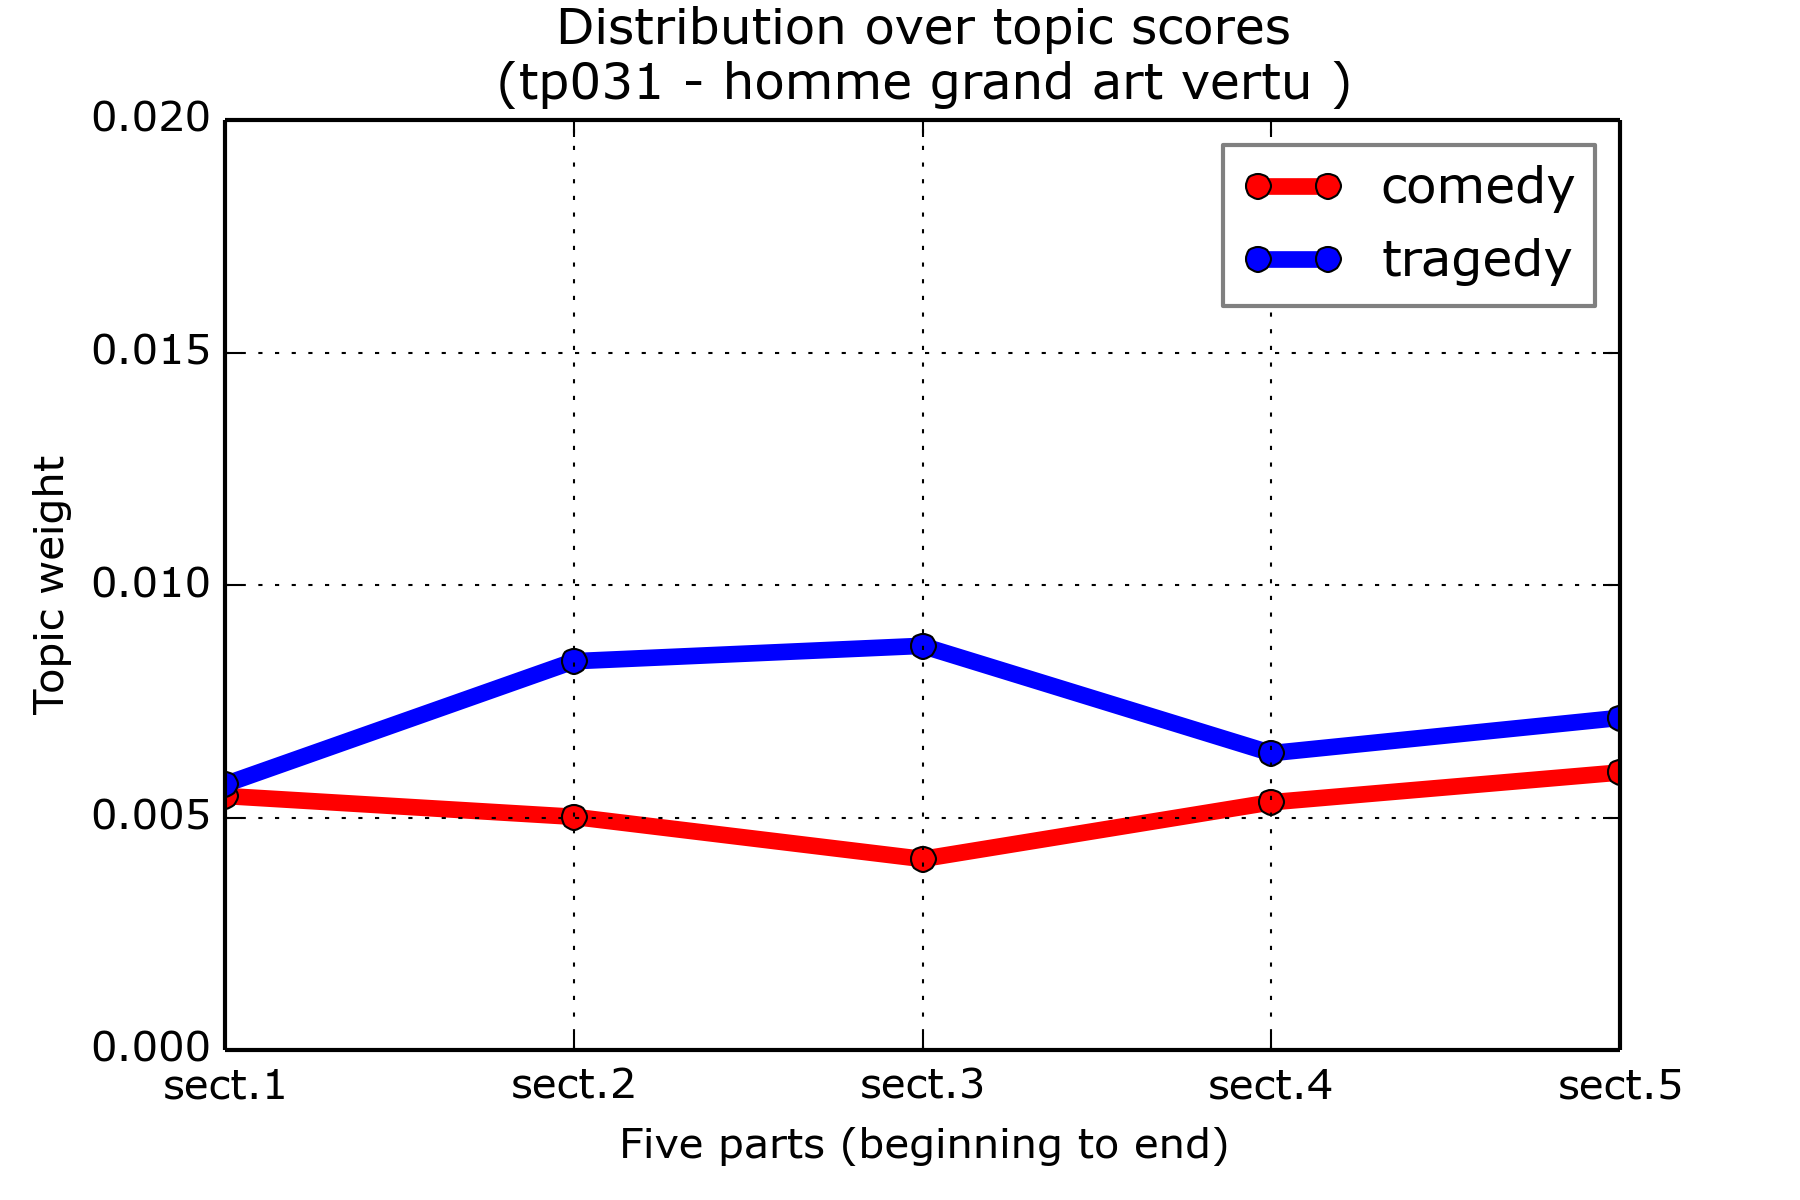 Distribution over topic scores
(tp031 - homme grand art vertu )
0.020
0.015
0.010
0.005
0.000
Topic weight
comedy
tragedy
sect.1 sect.2 sect.3 sect.4 sect.5
Five parts (beginning to end)